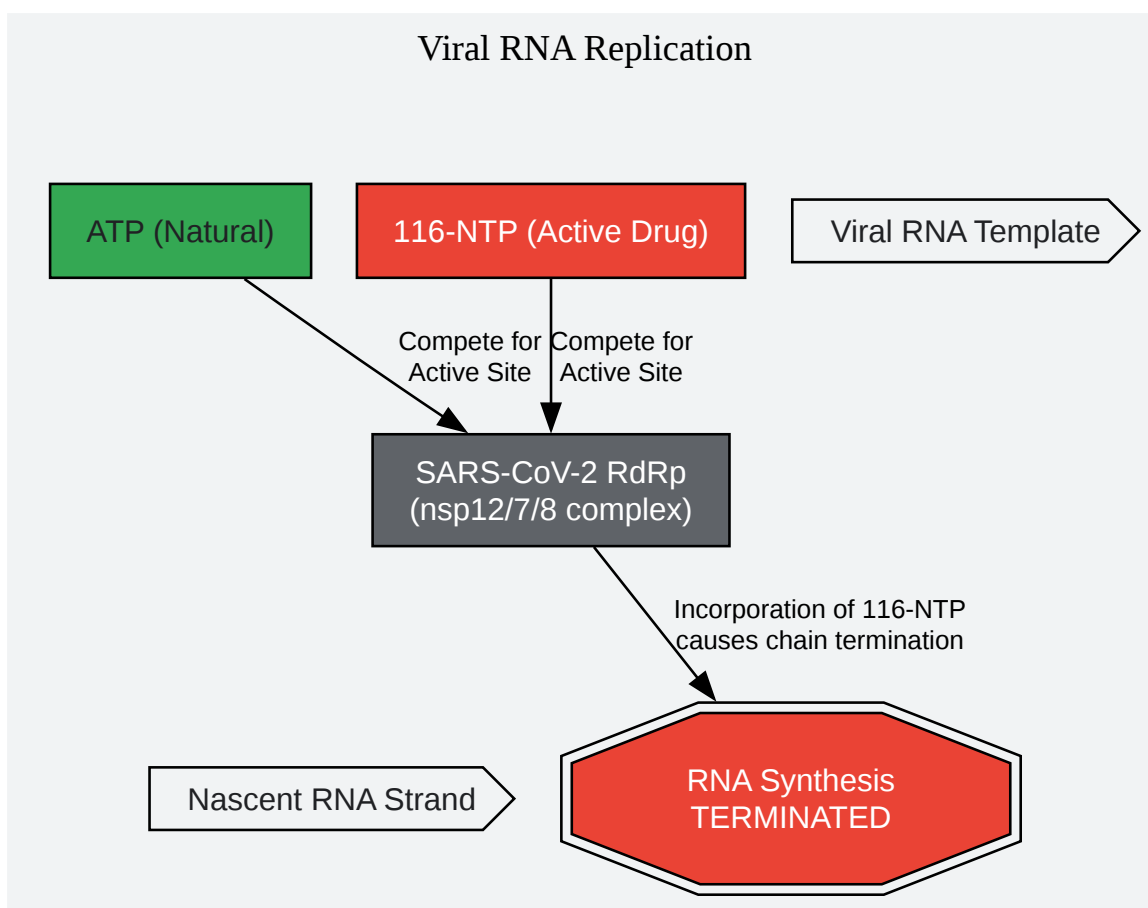 Viral RNA Replication
ATP (Natural)
116-NTP (Active Drug)
Viral RNA Template
Compete for
Active Site
Compete for
Active Site
SARS-CoV-2 RdRp
(nsp12/7/8 complex)
Incorporation of 116-NTP
causes chain termination
Nascent RNA Strand
RNA Synthesis
TERMINATED